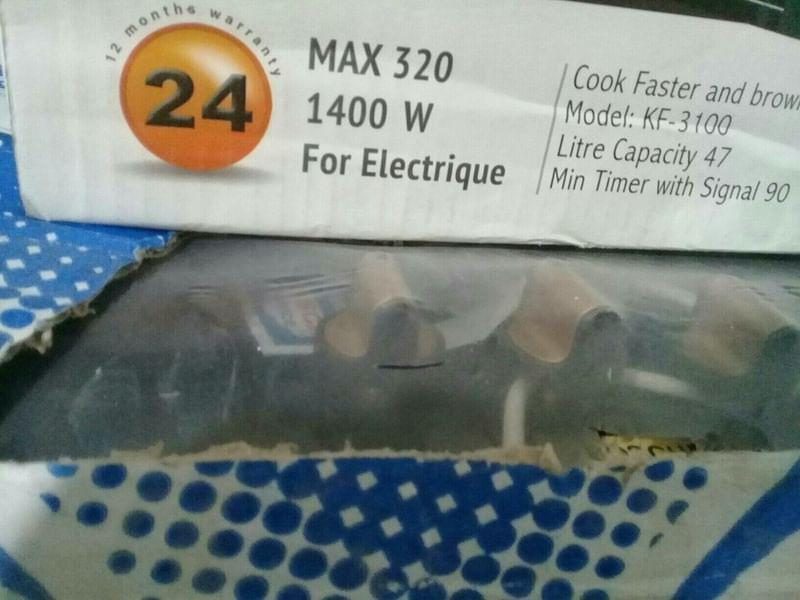 12 months warranty
24
MAX 320
1400 W
For Electrique
Cook Faster and brown
Model: KF-3100
Litre Capacity 47
Min Timer with Signal 90